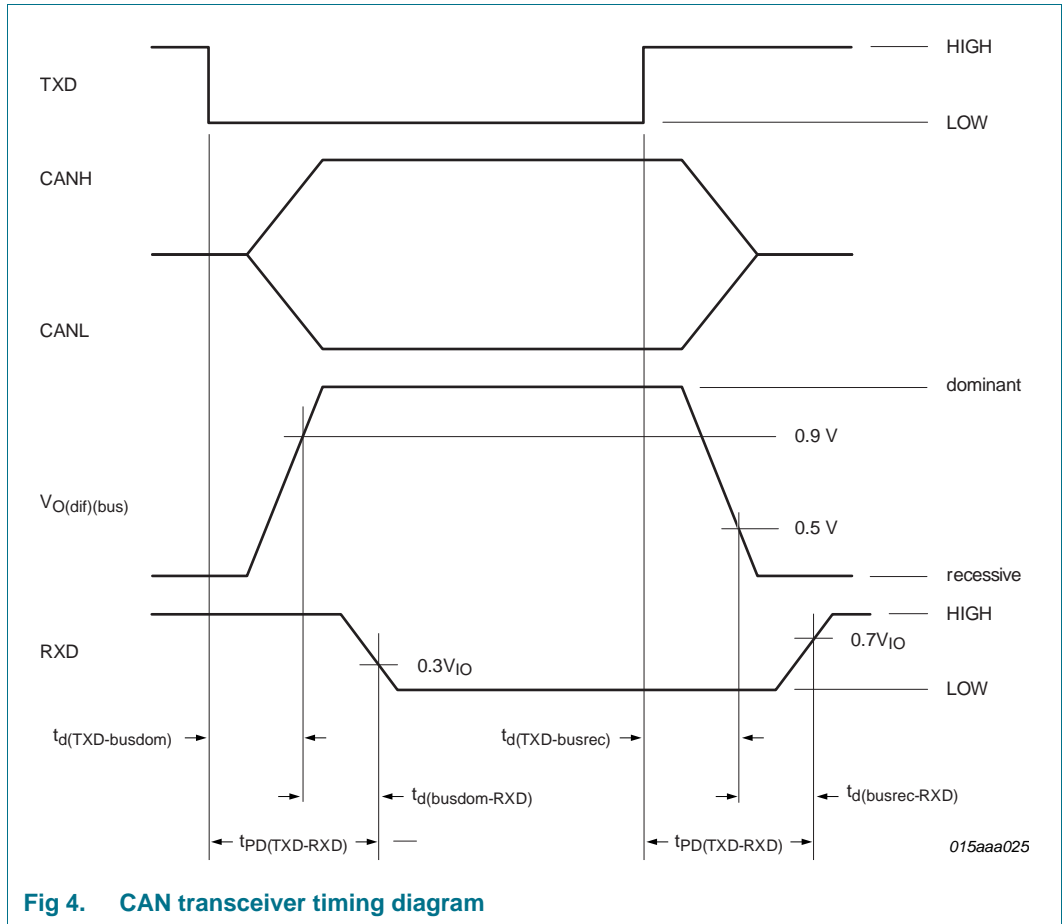 HIGH
TXD
LOW
CANH
CANL
dominant
0.9 V
VO(dif)(bus)
0.5 V
recessive
HIGH
RXD
0.7VIO
0.3VIO
LOW
td(TXD-busdom)
td(TXD-busrec)
td(busdom-RXD)
td(busrec-RXD)
tPD(TXD-RXD)
tPD(TXD-RXD)
015aaa025
Fig 4. CAN transceiver timing diagram